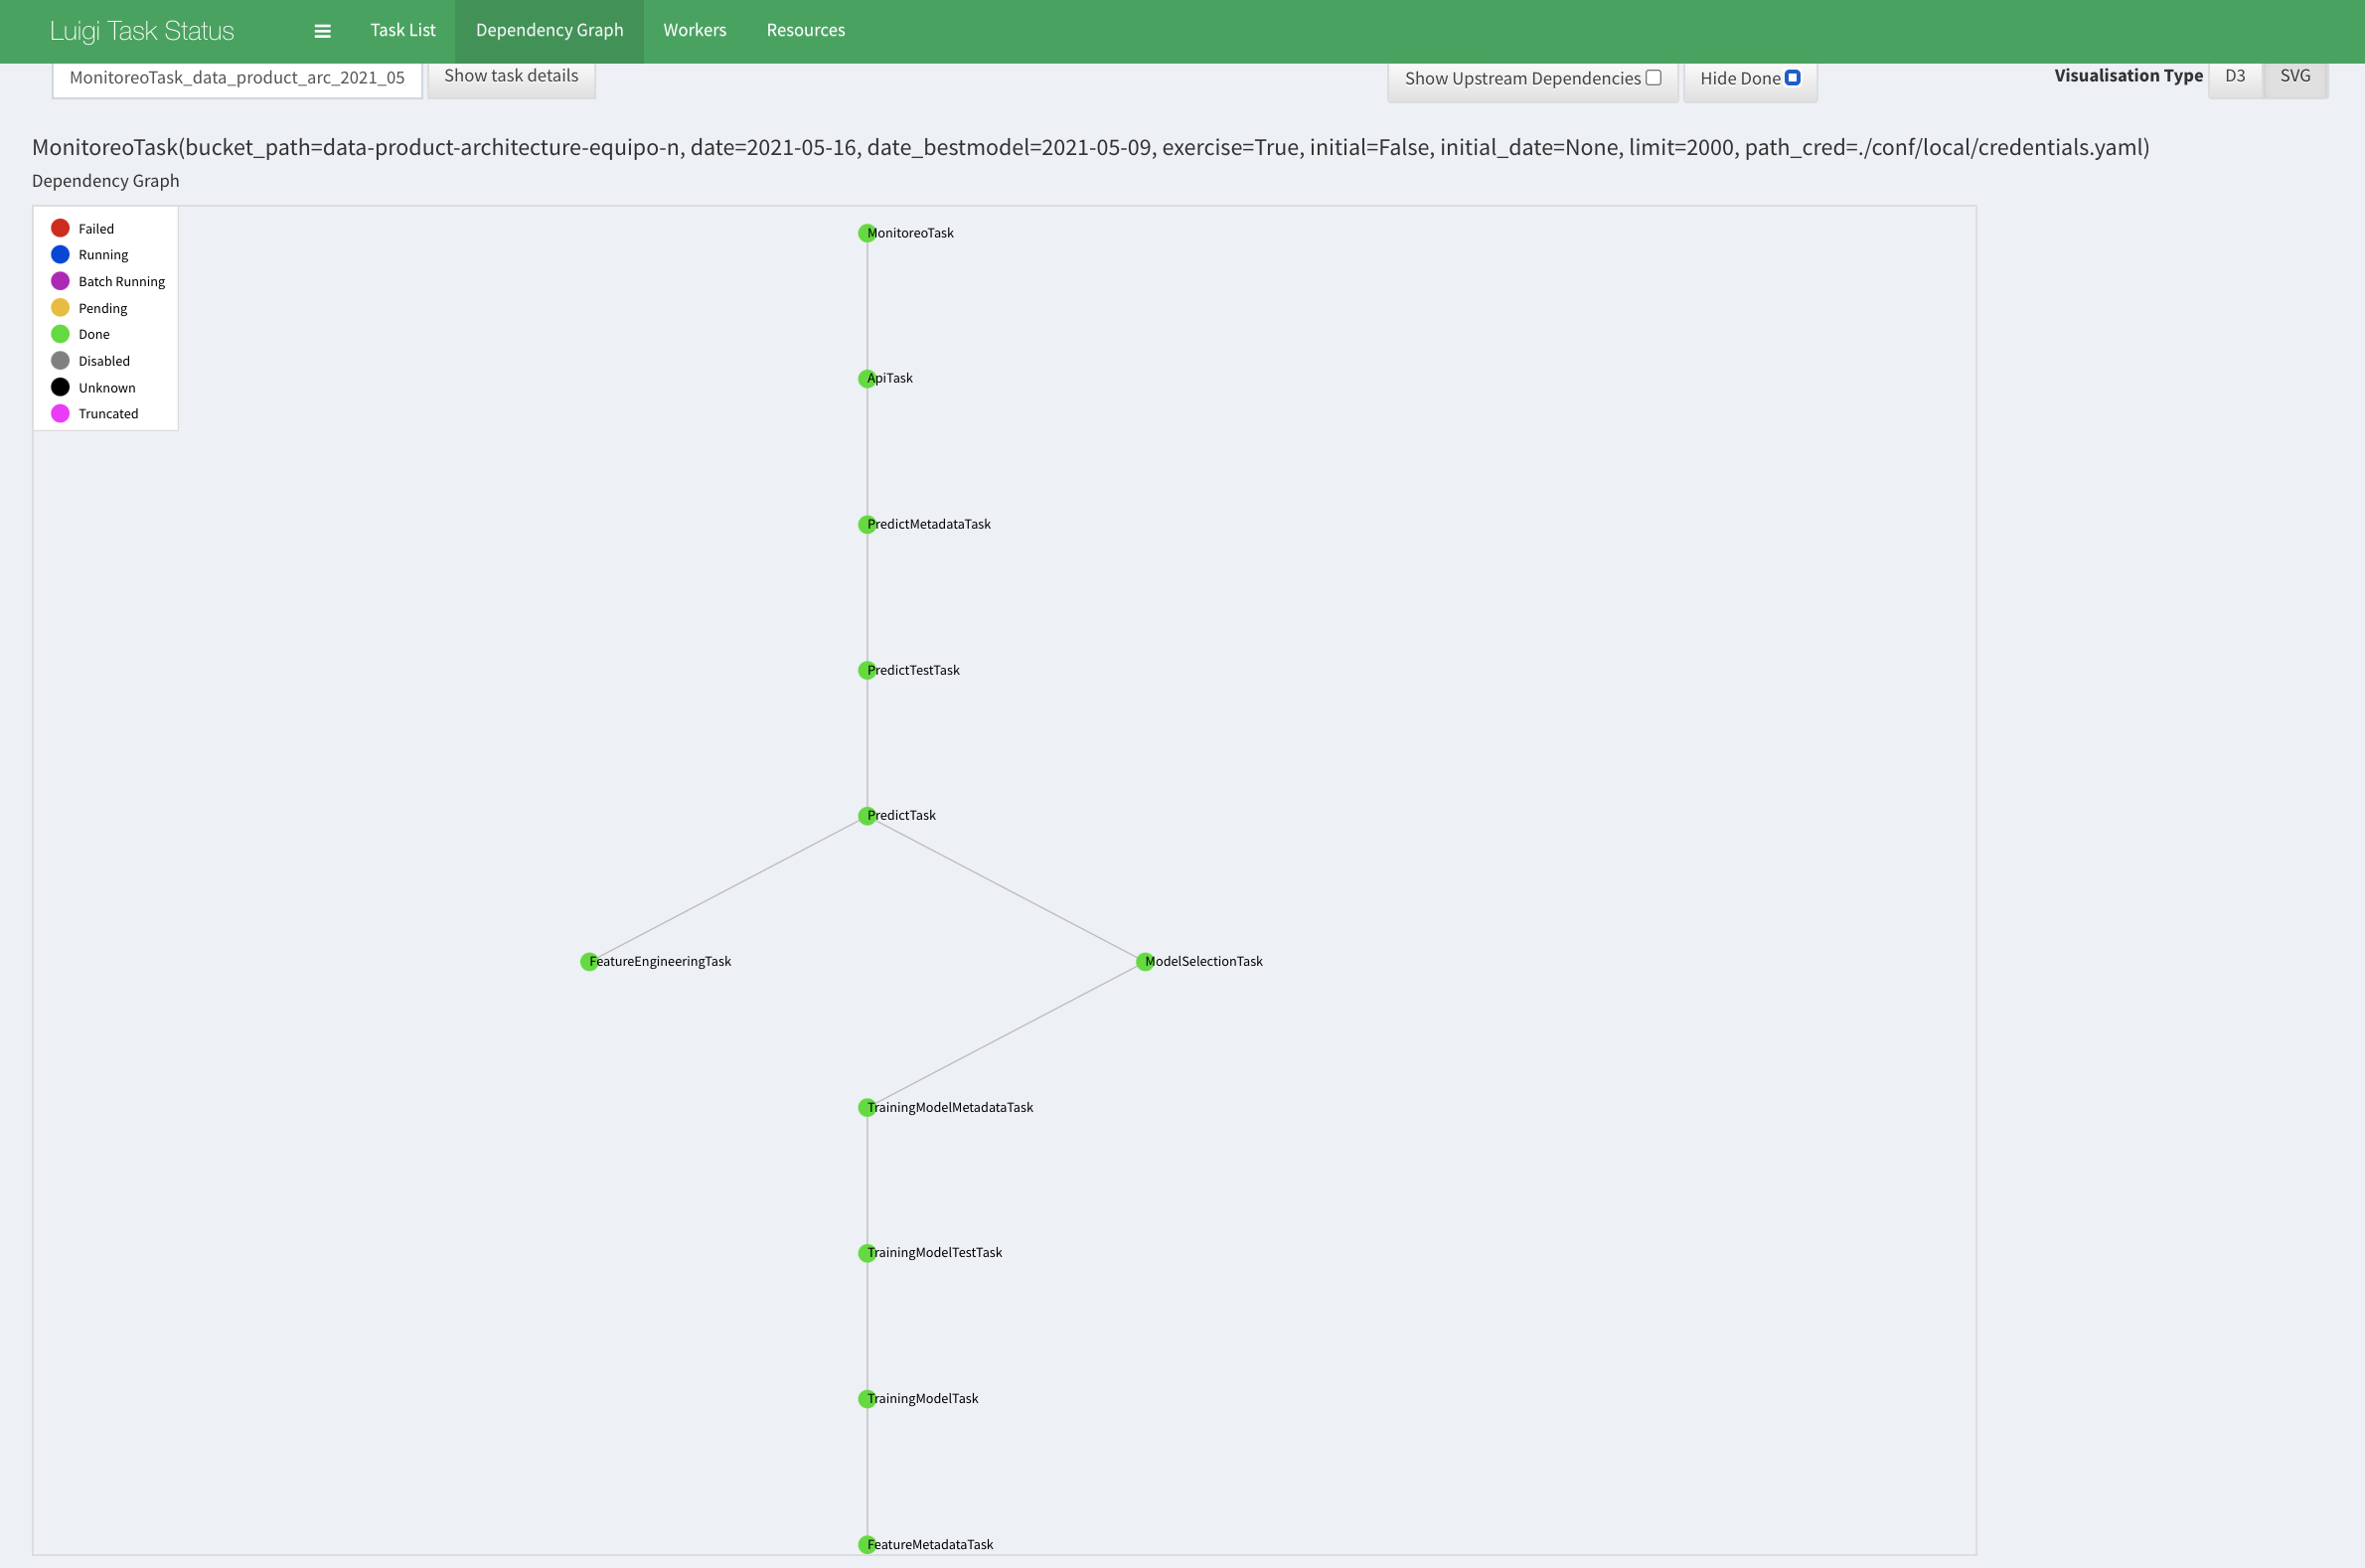 Luigi Task Status
Task List
Dependency Graph
Workers
Resources
MonitoreoTask_data_product_arc_2021_05
Show task details
Show Upstream Dependencies
Hide Done
Visualisation Type
D3
SVG
MonitoreoTask(bucket_path=data-product-architecture-equipo-n, date=2021-05-16, date_bestmodel=2021-05-09, exercise=True, initial=False, initial_date=None, limit=2000, path_cred=./conf/local/credentials.yaml)
Dependency Graph
Failed
Running
Batch Running
Pending
Done
Disabled
Unknown
Truncated
MonitoreoTask
ApiTask
PredictMetadataTask
PredictTestTask
PredictTask
FeatureEngineeringTask
ModelSelectionTask
TrainingModelMetadataTask
TrainingModelTestTask
TrainingModelTask
FeatureMetadataTask